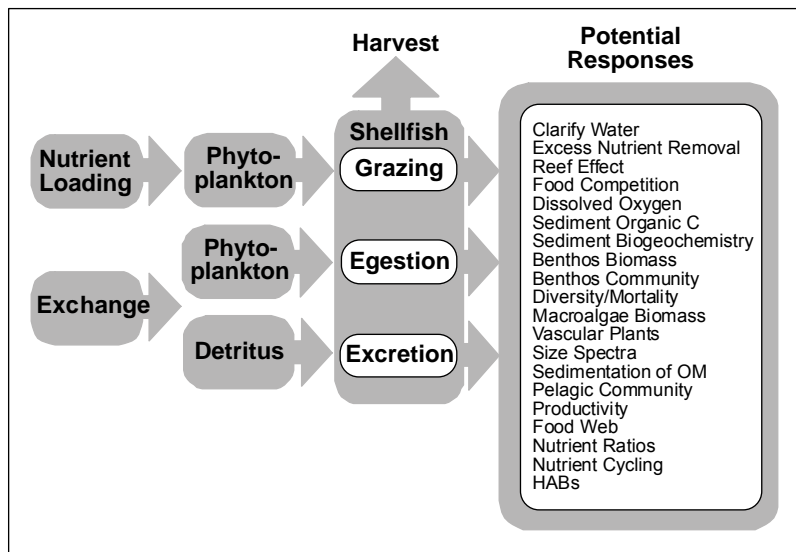 Harvest
Potential
Responses
Nutrient
Loading
Phyto-
plankton
Shellfish
Grazing
Exchange
Phyto-
plankton
Egestion
Detritus
Excretion
Clarify Water
Excess Nutrient Removal
Reef Effect
Food Competition
Dissolved Oxygen
Sediment Organic C
Sediment Biogeochemistry
Benthos Biomass
Benthos Community
Diversity/Mortality
Macroalgae Biomass
Vascular Plants
Size Spectra
Sedimentation of OM
Pelagic Community
Productivity
Food Web
Nutrient Ratios
Nutrient Cycling
HABs